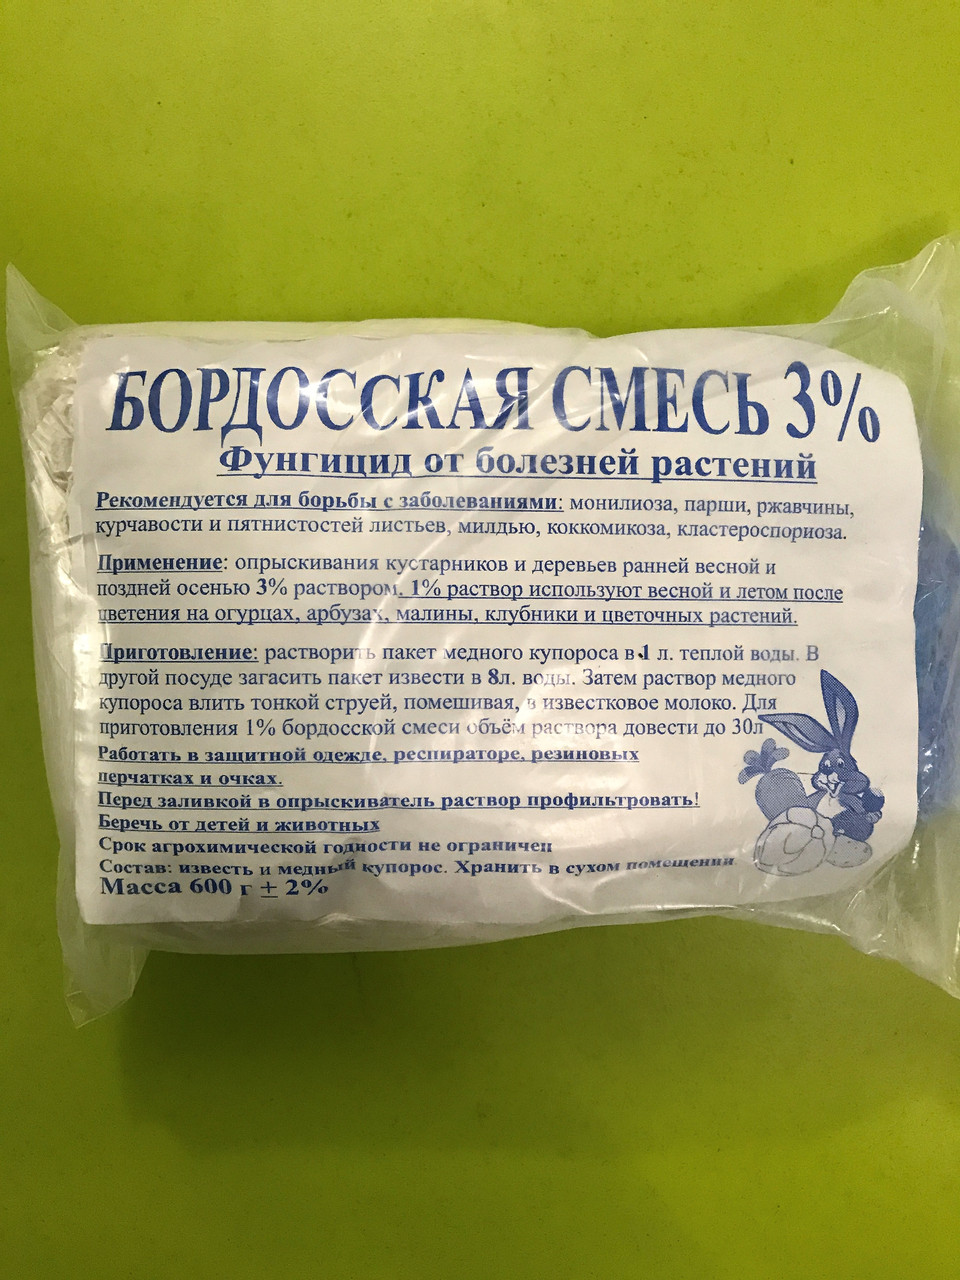 БОРДОССКАЯ СМЕСЬ 3%
Фунгицид от болезней растений
Рекомендуется для борьбы с заболеваниями: монилиоза, парши, ржавчины,
курчавости и пятнистостей листьев, милдью, коккомикоза, кластероспориоза.
Применение: опрыскивания кустарников и деревьев ранней весной и
поздней осенью 3% раствором. 1% раствор используют весной и летом после
цветения на огурцах, арбузах, малины, клубники и цветочных растений.
Приготовление: растворить пакет медного купороса в 1 л. теплой воды. В
другой посуде загасить пакет извести в 8л. воды. Затем раствор медного
купороса влить тонкой струей, помешивая, в известковое молоко. Для
приготовления 1% бордосской смеси объём раствора довести до 30л
Работать в защитной одежде, респираторе, резиновых
перчатках и очках.
Перед заливкой в опрыскиватель раствор профильтровать!
Беречь от детей и животных
Срок агрохимической годности не ограничен
Состав: известь и медный купорос. Хранить в сухом помещении
Масса 600 г ± 2%